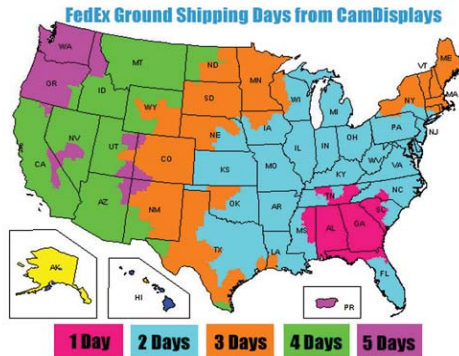 FedEx Ground Shipping Days from CamDisplays
WA
MT
ND
MN
ME
VT
OR
ID
SD
WI
MI
NY
MA
WY
NE
IA
PA
NJ
NV
UT
CO
IL
IN
OH
WV
VA
CA
KS
MO
KY
NC
AZ
NM
OK
AR
TN
SC
TX
MS
AL
GA
LA
FL
AK
HI
PR
1 Day
2 Days
3 Days
4 Days
5 Days